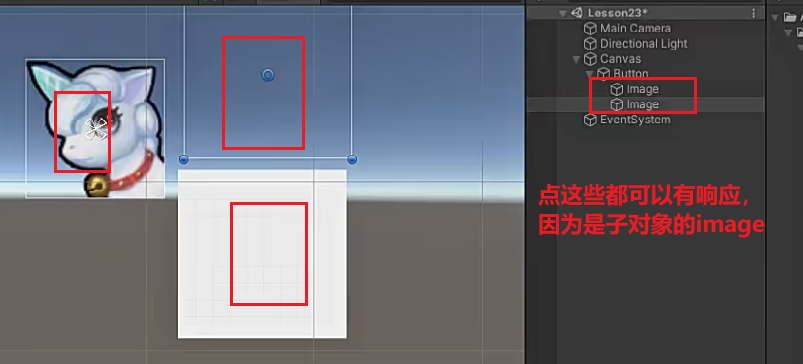 Lesson23*
Main Camera
Directional Light
Canvas
Button
Image
Image
EventSystem
点这些都可以有响应，
因为是子对象的image